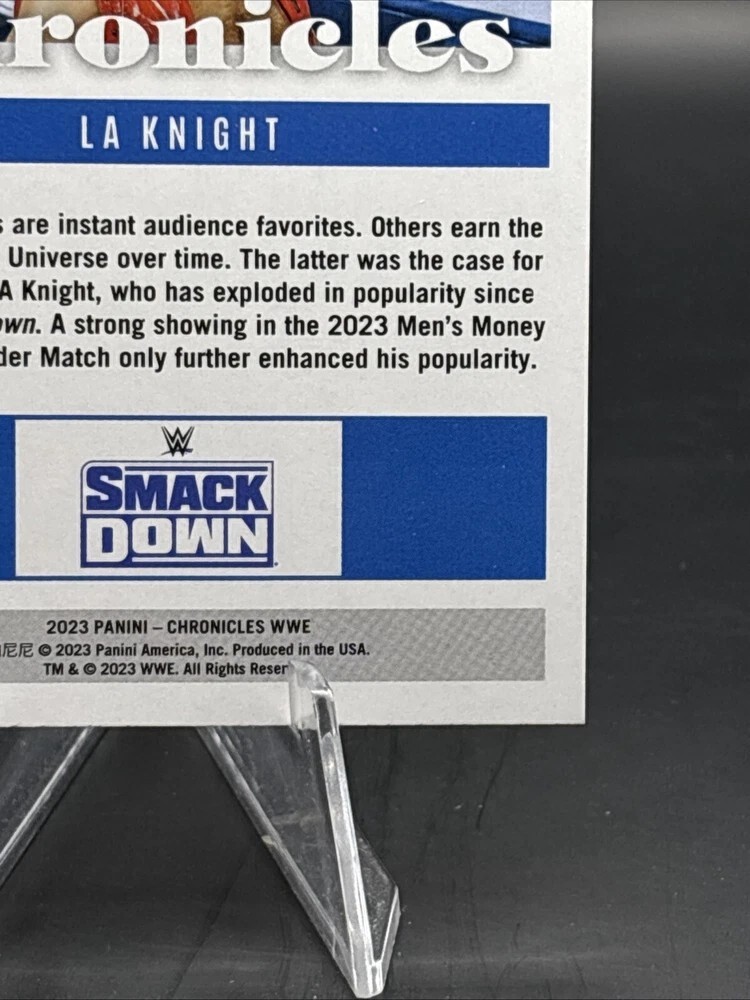 ronicles
LA KNIGHT
s are instant audience favorites. Others earn the
Universe over time. The latter was the case for
A Knight, who has exploded in popularity since
own. A strong showing in the 2023 Men's Money
der Match only further enhanced his popularity.
W
SMACK
DOWN
2023 PANINI – CHRONICLES WWE
尼尼 © 2023 Panini America, Inc. Produced in the USA.
TM & © 2023 WWE. All Rights Reser